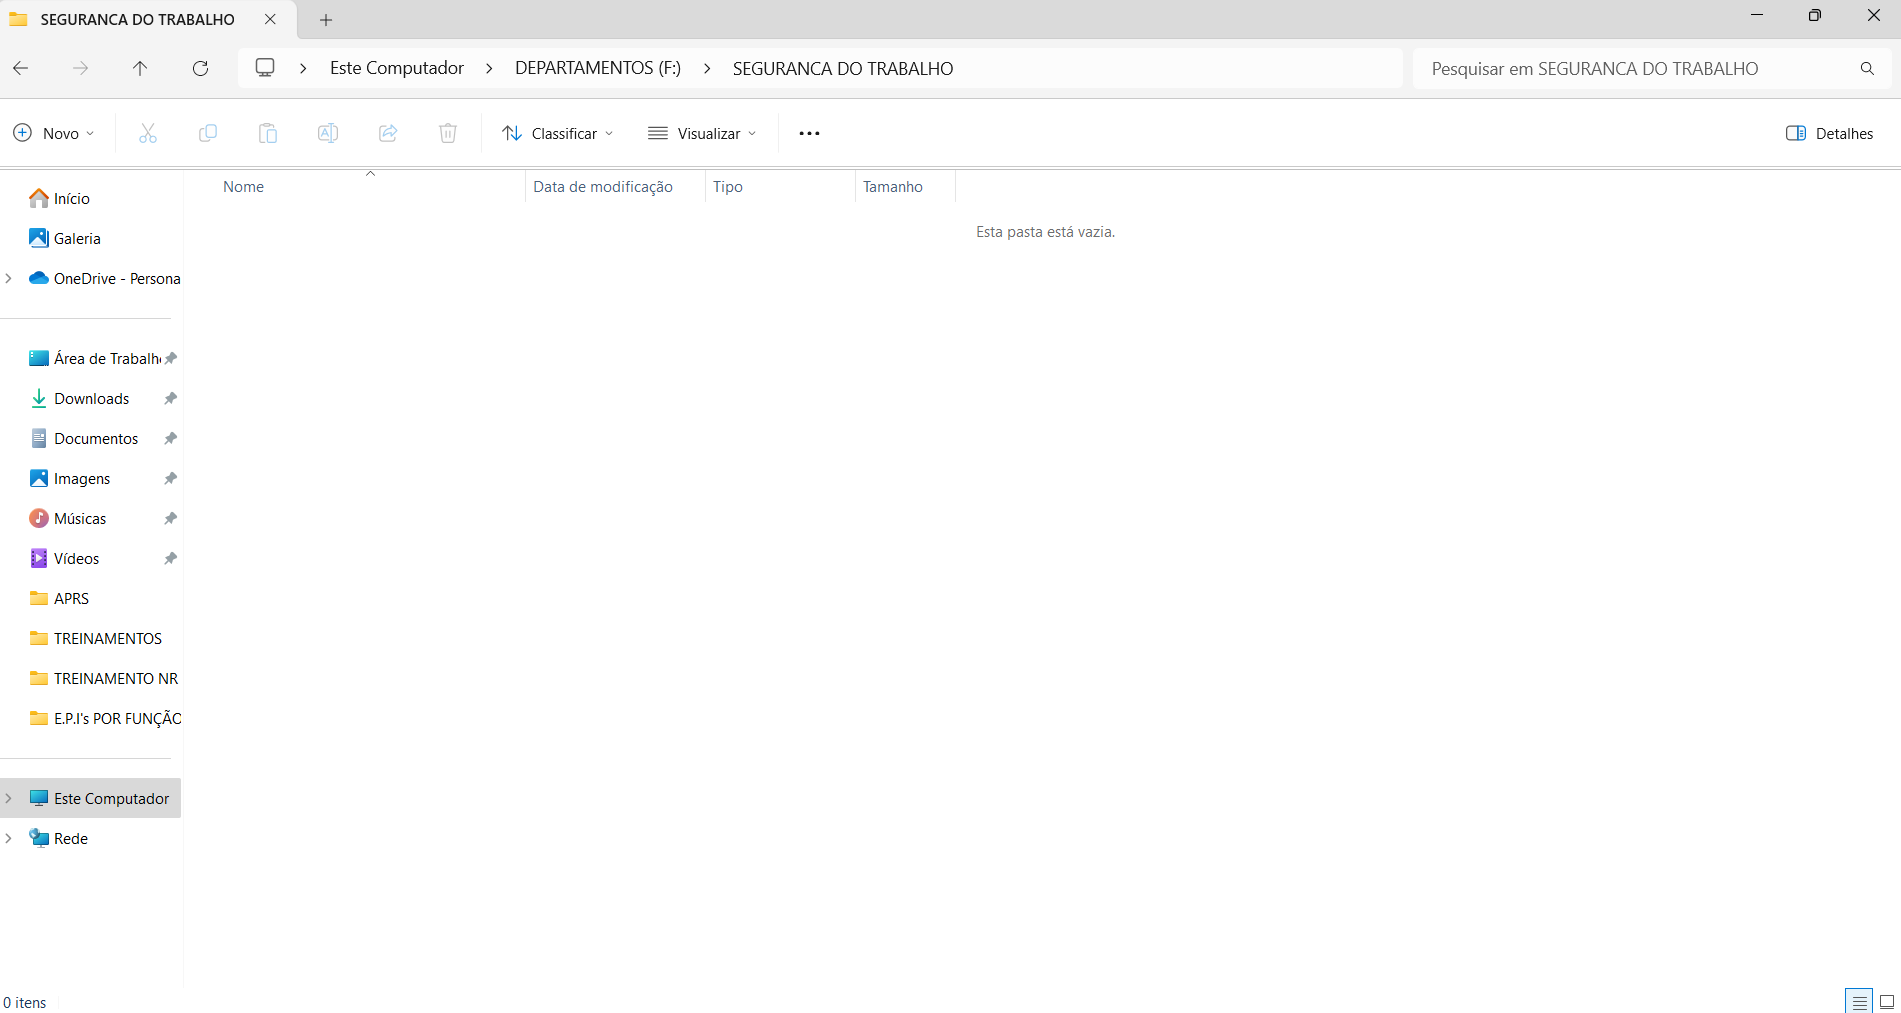 SEGURANCA DO TRABALHO
Este Computador > DEPARTAMENTOS (F:) > SEGURANCA DO TRABALHO
Pesquisar em SEGURANCA DO TRABALHO
Novo
Classificar
Visualizar
Detalhes
Nome
Data de modificação
Tipo
Tamanho
Esta pasta está vazia.
Início
Galeria
OneDrive - Persona
Área de Trabalh
Downloads
Documentos
Imagens
Músicas
Vídeos
APRS
TREINAMENTOS
TREINAMENTO NR
E.P.I's POR FUNÇÃO
Este Computador
Rede
0 itens